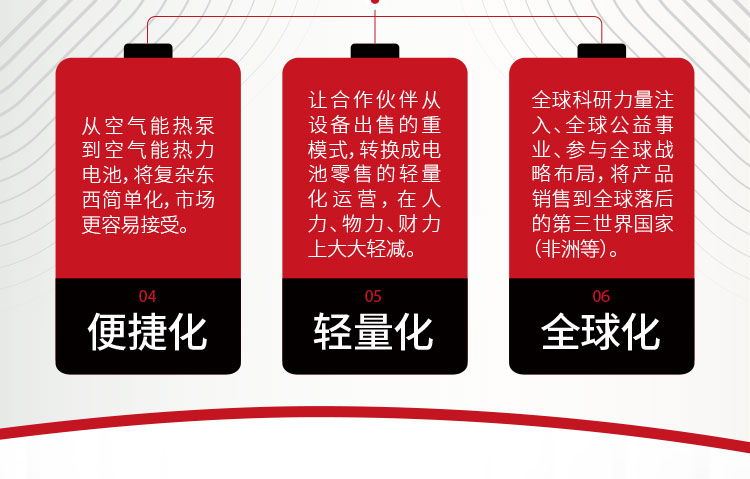 从空气能热泵
到空气能热力
电池，将复杂东
西简单化，市场
更容易接受。
04
便捷化
让合作伙伴从
设备出售的重
模式，转换成电
池零售的轻量
化运营，在人
力、物力、财力
上大大轻减。
05
轻量化
全球科研力量注
入、全球公益事
业、参与全球战
略布局，将产品
销售到全球落后
的第三世界国家
（非洲等）。
06
全球化